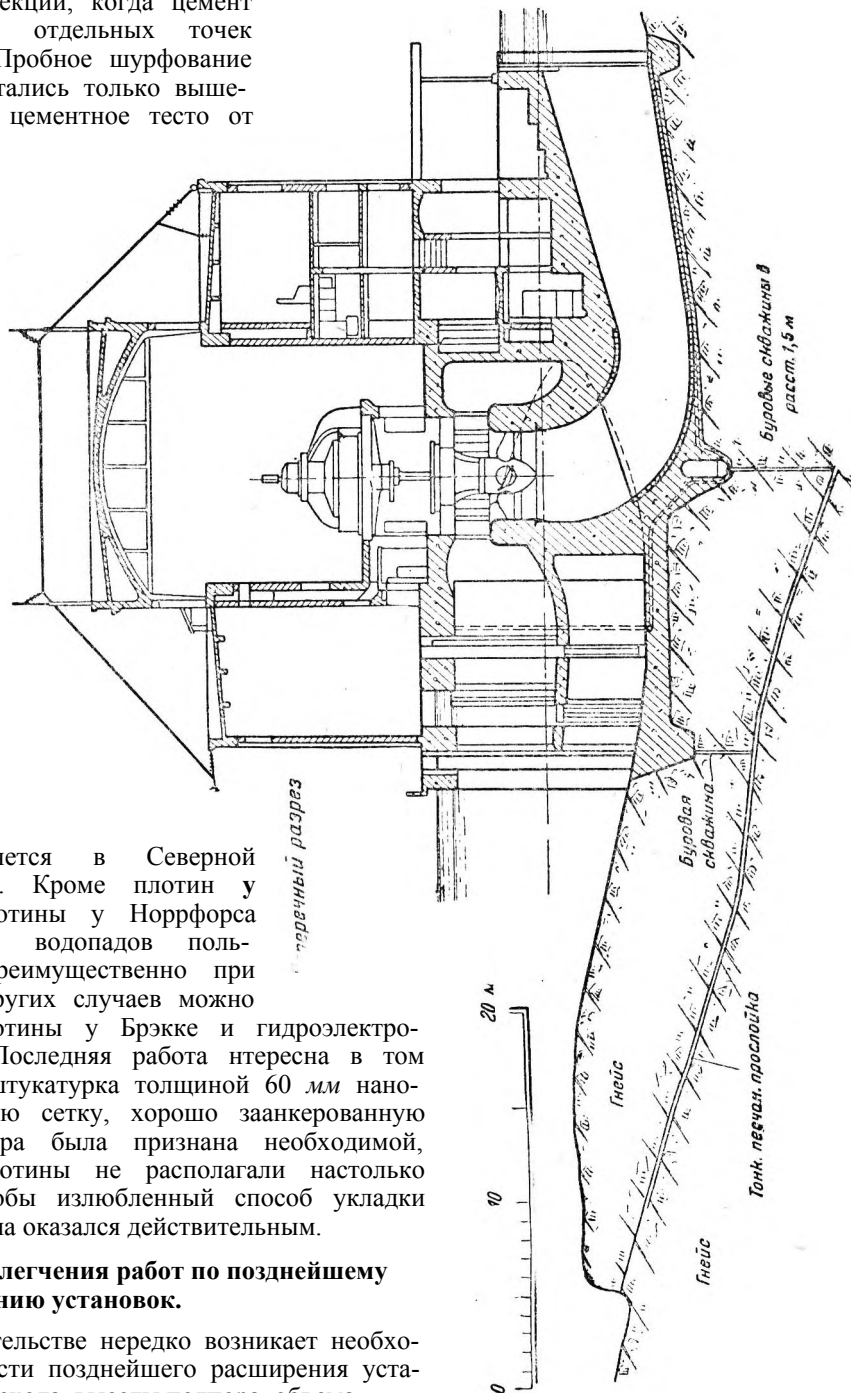 екции, когда цемент
отдельных точек
Пробное шурфование
тались только выше-
цементное тесто от
Буровые скважины в
расст. 1,5 м
Буровая
скважина
перечный разрез
нется в Северной
. Кроме плотин у
отины у Норрфорса
водопадов поль-
реимущественно при
ругих случаев можно
отины у Брэкке и гидроэлектро-
Последняя работа нтересна в том
штукатурка толщиной 60 мм нано-
ую сетку, хорошо заанкерованную
ра была признана необходимой,
отины не располагали настолько
обы излюбленный способ укладки
на оказался действительным.
20 м
10
0
Гнейс
Тонк. песчан. прослойка
Гнейс
легчения работ по позднейшему
нию установок.
тельстве нередко возникает необхо-
сти позднейшего расширения уста-